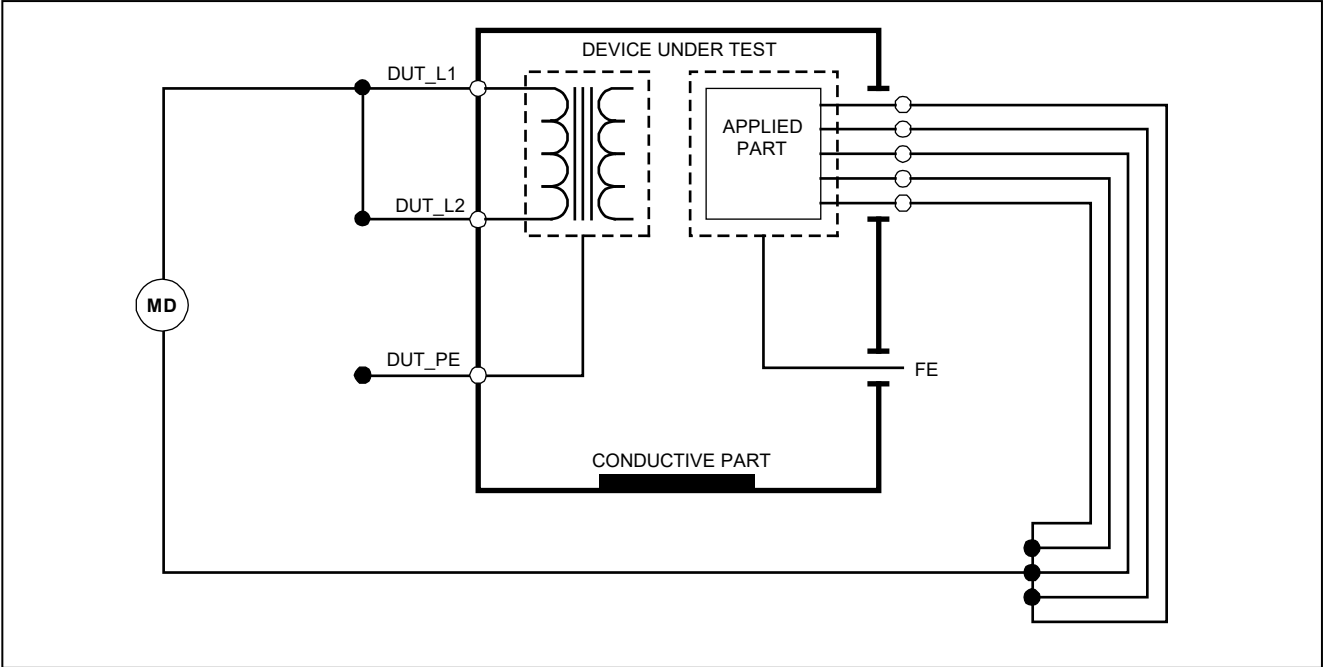 DEVICE UNDER TEST
DUT_L1
APPLIED
PART
DUT_L2
MD
DUT_PE
FE
CONDUCTIVE PART